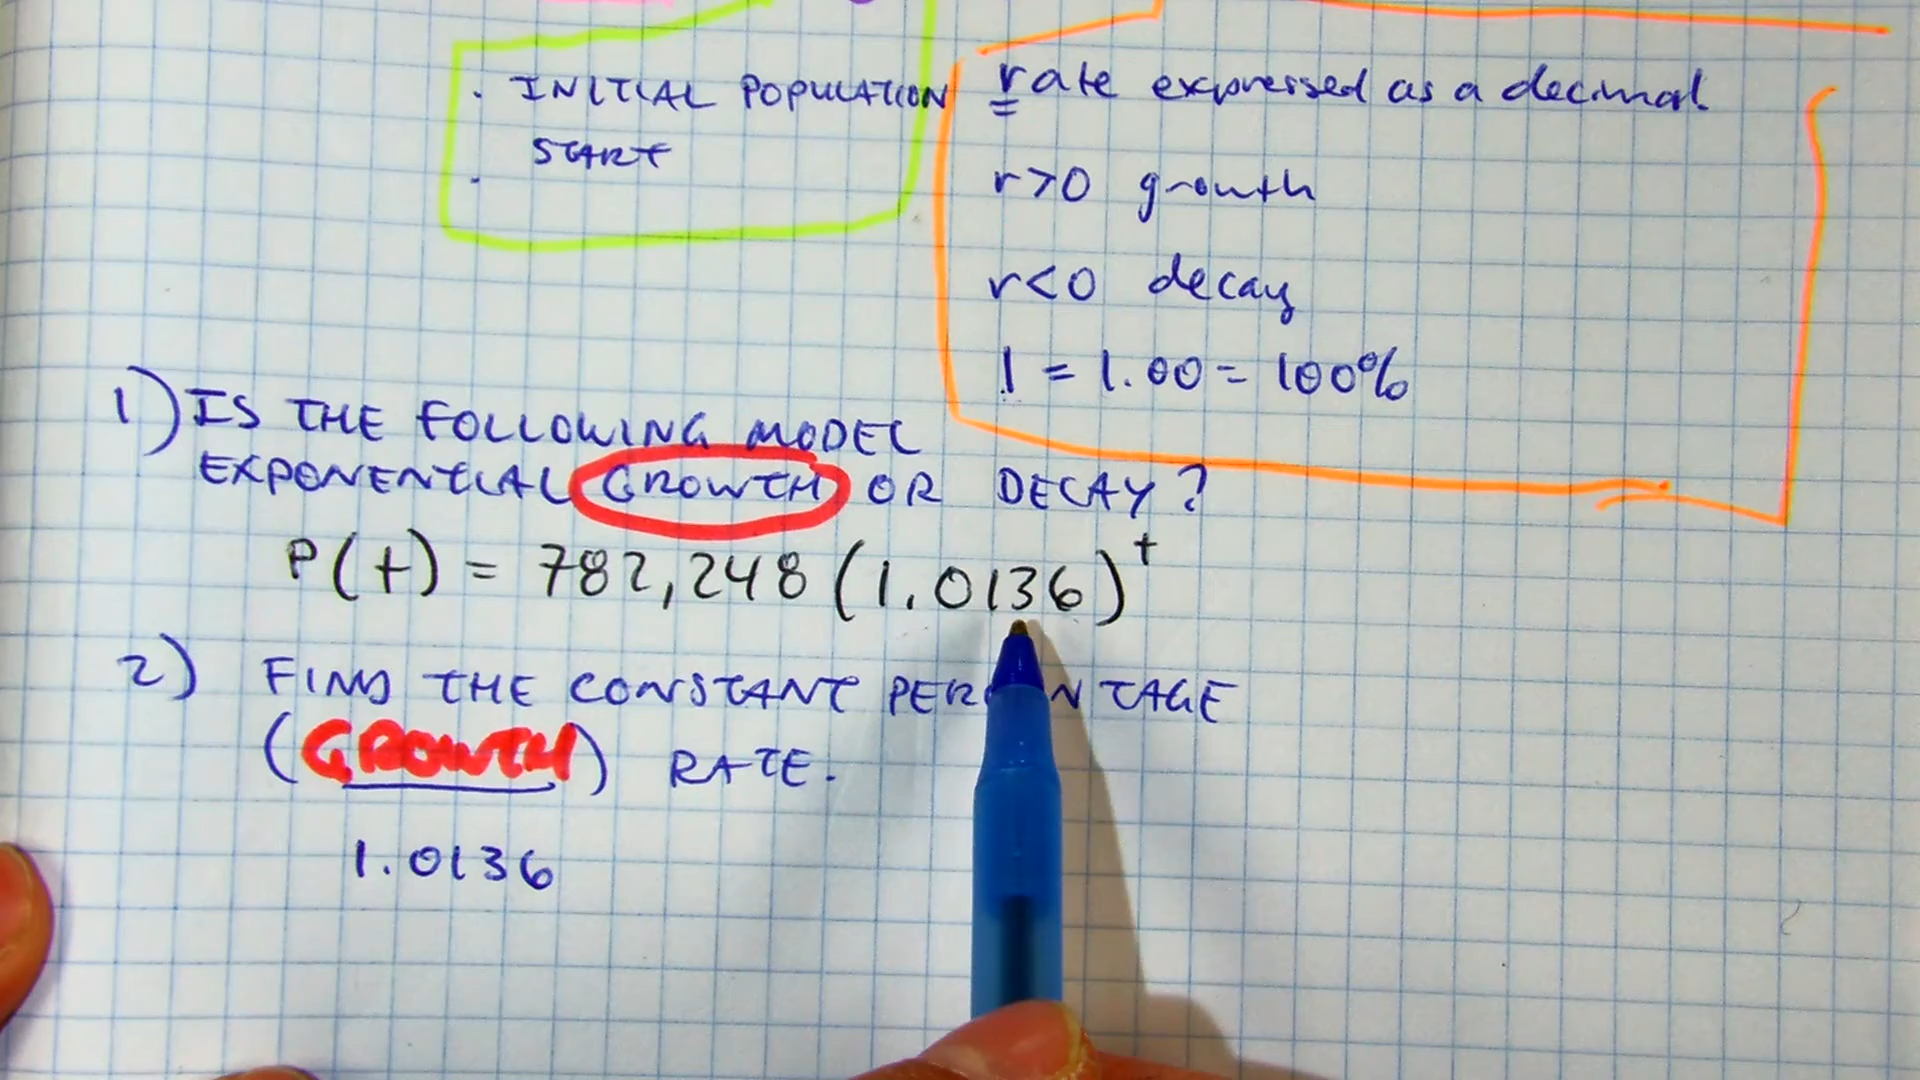 . INITIAL POPULATION
. START
rate expressed as a decimal
r>0 growth
r<0 decay
1 = 1.00 = 100%
1) IS THE FOLLOWING MODEL
EXPONENTIAL GROWTH OR DECAY?
P(t) = 782,248 (1.0136)^t
2) FIND THE CONSTANT PER NTAGE
(GROWTH) RATE.
1.0136